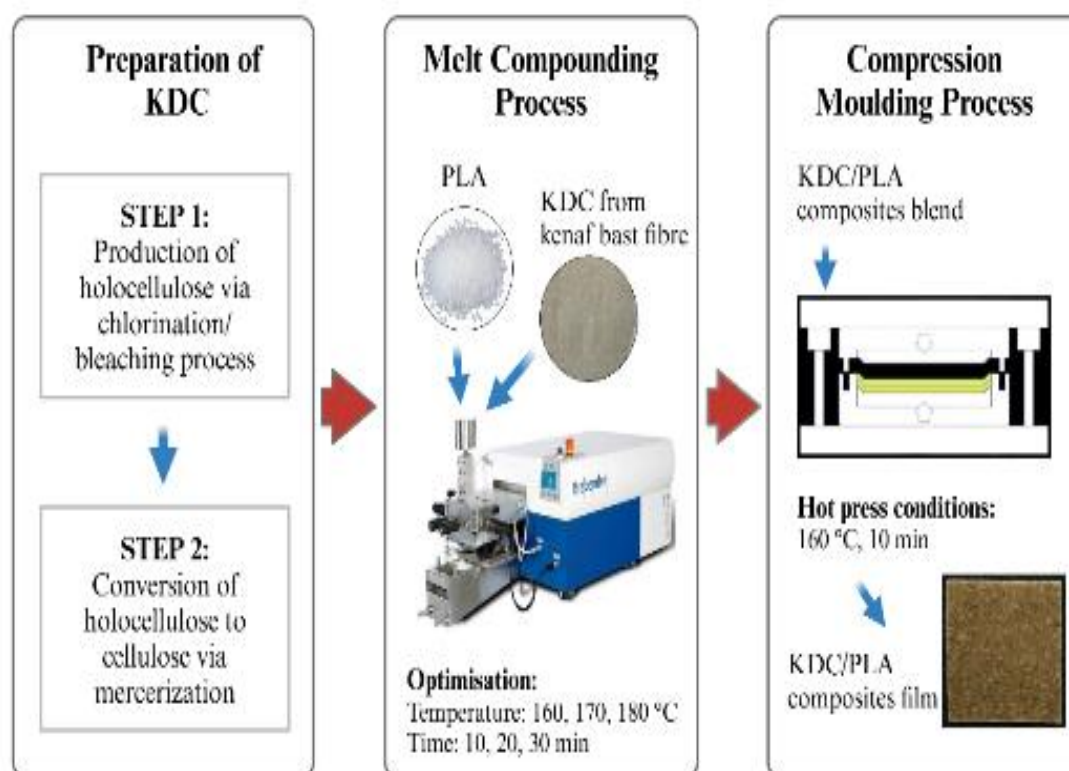 Preparation of
KDC
STEP 1:
Production of
holocellulose via
chlorination/
bleaching process
STEP 2:
Conversion of
holocellulose to
cellulose via
mercerization
Melt Compounding
Process
PLA
KDC from
kenaf bast fibre
Optimisation:
Temperature: 160, 170, 180 °C
Time: 10, 20, 30 min
Compression
Moulding Process
KDC/PLA
composites blend
Hot press conditions:
160 °C, 10 min
KDC/PLA
composites film